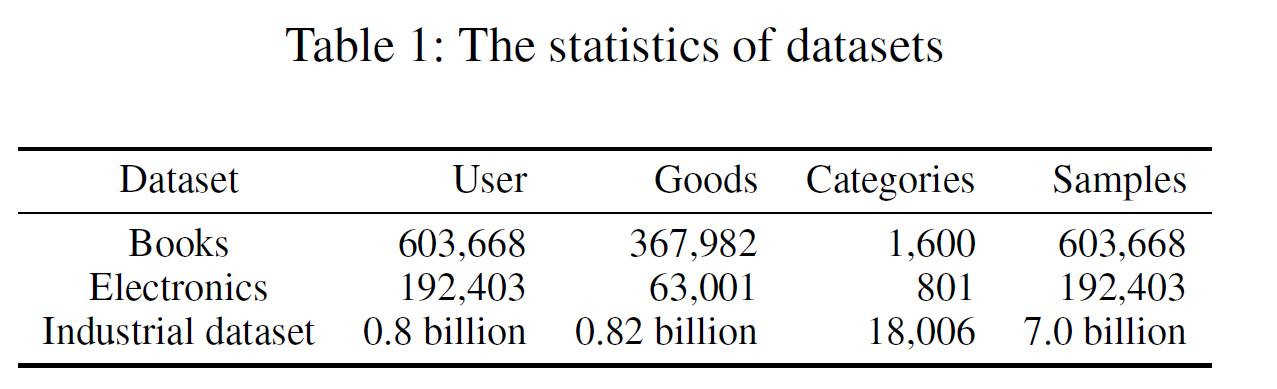 Table 1: The statistics of datasets
Dataset User Goods Categories Samples
Books 603,668 367,982 1,600 603,668
Electronics 192,403 63,001 801 192,403
Industrial dataset 0.8 billion 0.82 billion 18,006 7.0 billion